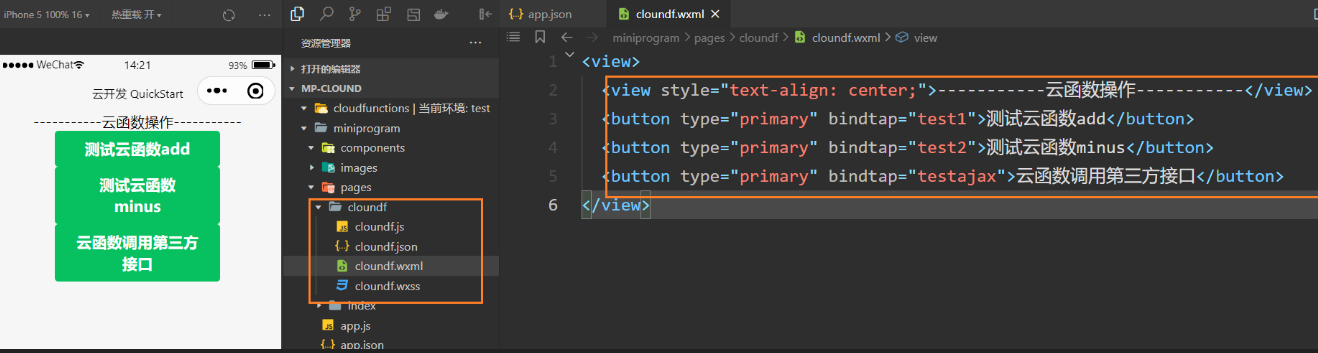 iPhone 5 100% 16
热重载 开
WeChat
14:21
93%
云开发 QuickStart
-----------云函数操作-----------
测试云函数add
测试云函数
minus
云函数调用第三方
接口
资源管理器
打开的编辑器
MP-CLOUND
cloudfunctions | 当前环境: test
miniprogram
components
images
pages
cloundf
cloundf.js
cloundf.json
cloundf.wxml
cloundf.wxss
index
app.js
app.json
app.json
cloundf.wxml
miniprogram > pages > cloundf > cloundf.wxml > view
1 <view>
2 <view style="text-align: center;">-----------云函数操作-----------</view>
3 <button type="primary" bindtap="test1">测试云函数add</button>
4 <button type="primary" bindtap="test2">测试云函数minus</button>
5 <button type="primary" bindtap="testajax">云函数调用第三方接口</button>
6 </view>